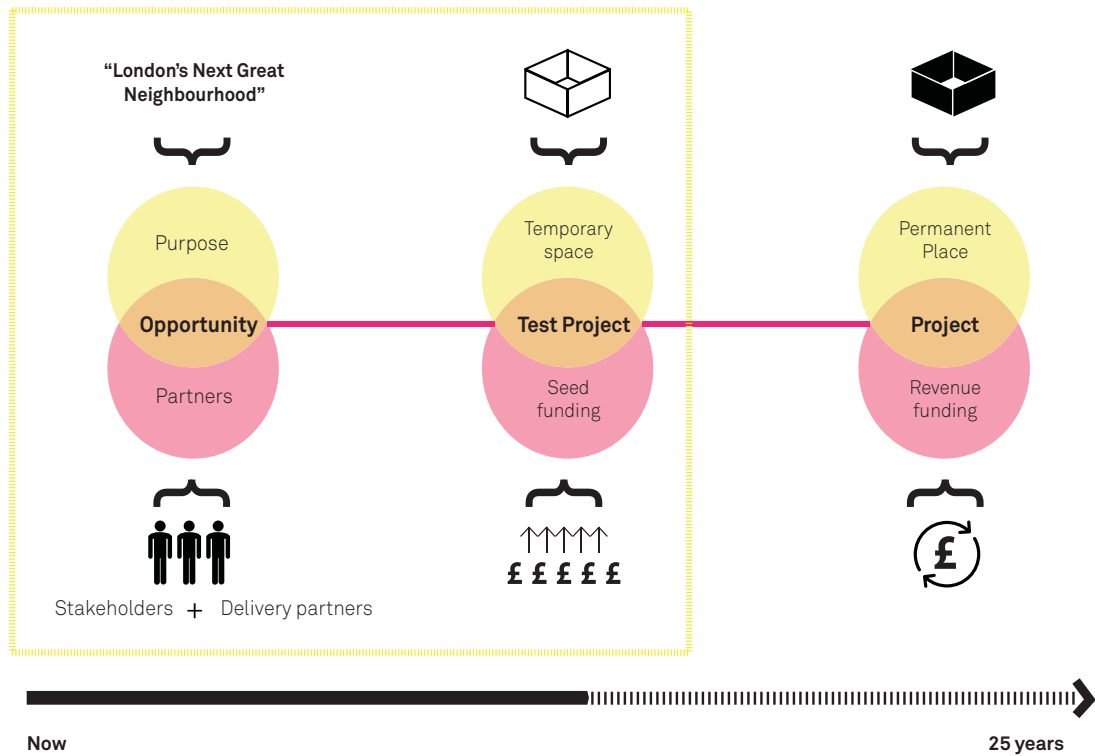 “London’s Next Great
Neighbourhood”
Purpose
Opportunity
Partners
Stakeholders + Delivery partners
Temporary
space
Test Project
Seed
funding
£ £ £ £ £
Permanent
Place
Project
Revenue
funding
£
Now
25 years